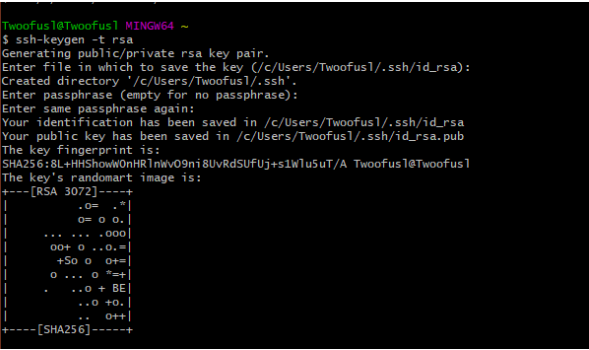 Twoofusl@Twoofusl MINGW64 ~
$ ssh-keygen -t rsa
Generating public/private rsa key pair.
Enter file in which to save the key (/c/Users/Twoofusl/.ssh/id_rsa):
Created directory '/c/Users/Twoofusl/.ssh'.
Enter passphrase (empty for no passphrase):
Enter same passphrase again:
Your identification has been saved in /c/Users/Twoofusl/.ssh/id_rsa
Your public key has been saved in /c/Users/Twoofusl/.ssh/id_rsa.pub
The key fingerprint is:
SHA256:8L+HHShowWOnHRlnWvO9ni8UvRdSUfUj+s1Wlu5uT/A Twoofusl@Twoofusl
The key's randomart image is:
+---[RSA 3072]----+
|          .o=  .*|
|          o= o o.|
|     ... ... .ooo|
|      oo+ o ..o.=|
|       +So o  o+=|
|      o ... o *=+|
|     .   ..o + BE|
|          ..o +o.|
|          ..  o++|
+----[SHA256]-----+